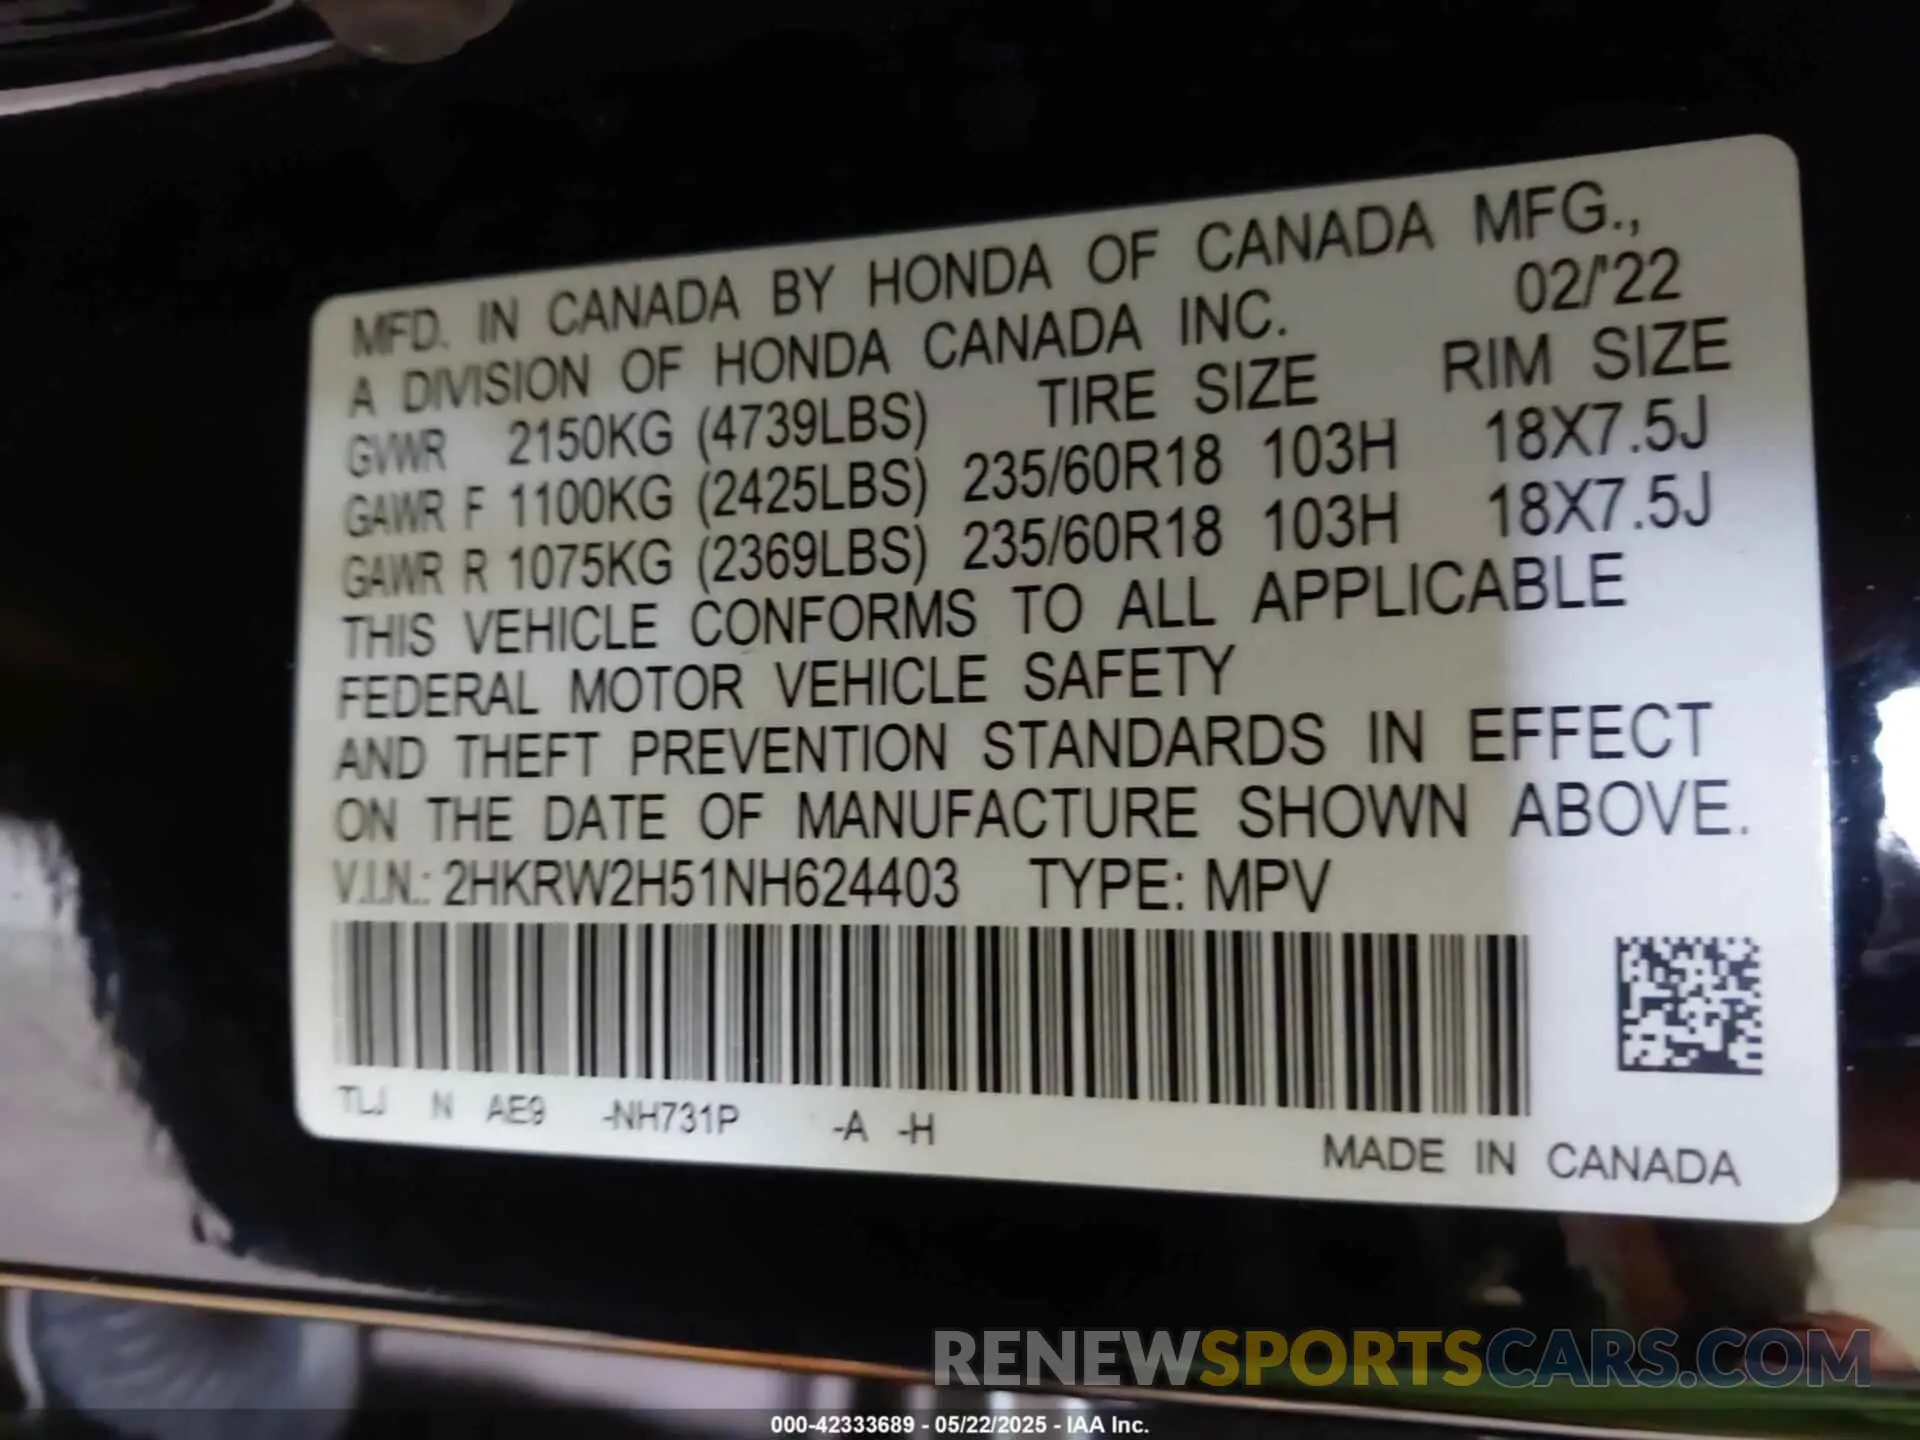 MFD. IN CANADA BY HONDA OF CANADA MFG.,
A DIVISION OF HONDA CANADA INC. 02/'22
GVWR 2150KG (4739LBS) TIRE SIZE RIM SIZE
GAWR F 1100KG (2425LBS) 235/60R18 103H 18X7.5J
GAWR R 1075KG (2369LBS) 235/60R18 103H 18X7.5J
THIS VEHICLE CONFORMS TO ALL APPLICABLE
FEDERAL MOTOR VEHICLE SAFETY
AND THEFT PREVENTION STANDARDS IN EFFECT
ON THE DATE OF MANUFACTURE SHOWN ABOVE.
V.I.N.: 2HKRW2H51NH624403 TYPE: MPV
TLJ N AE9 -NH731P -A -H
MADE IN CANADA
RENEWSPORTSCARS.COM
000-42333689 - 05/22/2025 - IAA Inc.